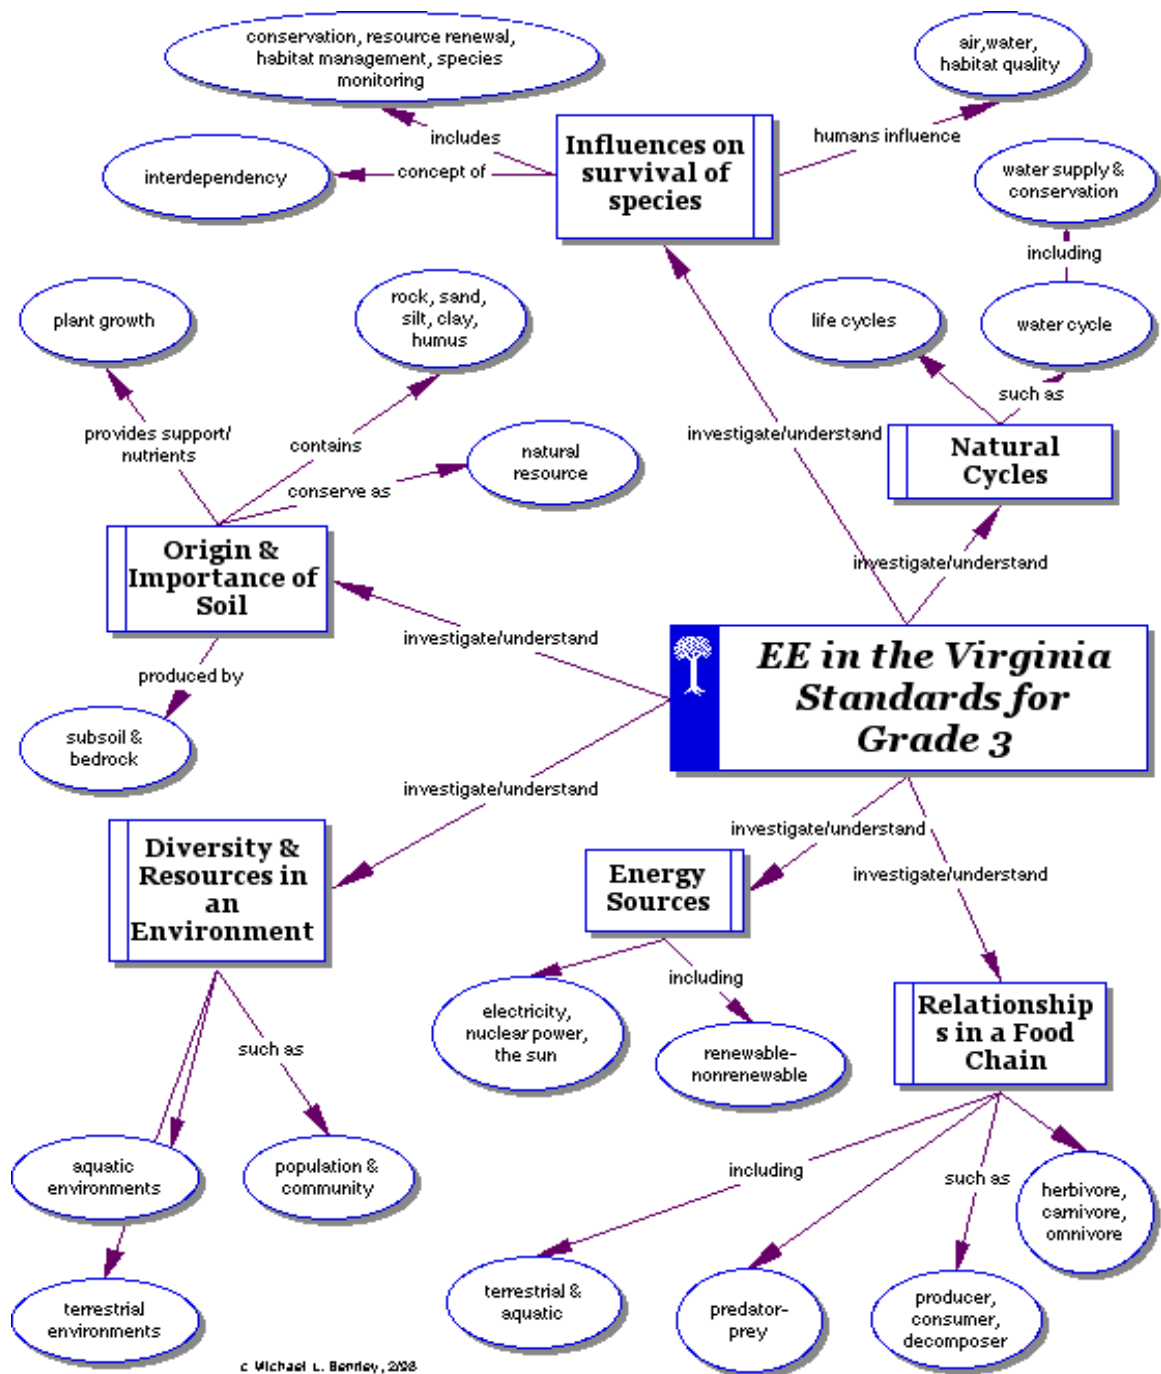 conservation, resource renewal,
habitat management, species
monitoring
air,water,
habitat quality
includes
Influences on
survival of
species
humans influence
interdependency
concept of
water supply &
conservation
including
plant growth
rock, sand,
silt, clay,
humus
life cycles
water cycle
such as
provides support/
nutrients
contains
investigate/understand
natural
resource
Natural
Cycles
conserve as
Origin &
Importance of
Soil
investigate/understand
investigate/understand
EE in the Virginia
Standards for
Grade 3
produced by
subsoil &
bedrock
investigate/understand
investigate/understand
Diversity &
Resources in
an
Environment
Energy
Sources
investigate/understand
including
electricity,
nuclear power,
the sun
renewable-
nonrenewable
Relationship
s in a Food
Chain
such as
aquatic
environments
population &
community
including
such as
herbivore,
carnivore,
omnivore
terrestrial
environments
terrestrial &
aquatic
predator-
prey
producer,
consumer,
decomposer
c Michael L. Bentley, 2/98